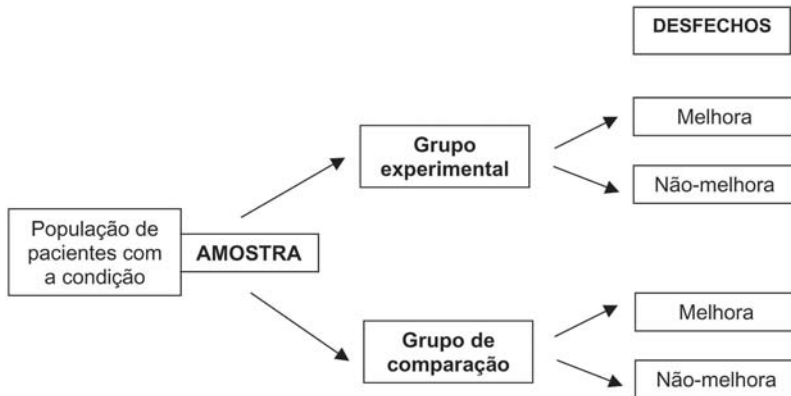 DESFECHOS
Melhora
Grupo
experimental
Não-melhora
População de
pacientes com
a condição
AMOSTRA
Melhora
Grupo de
comparação
Não-melhora